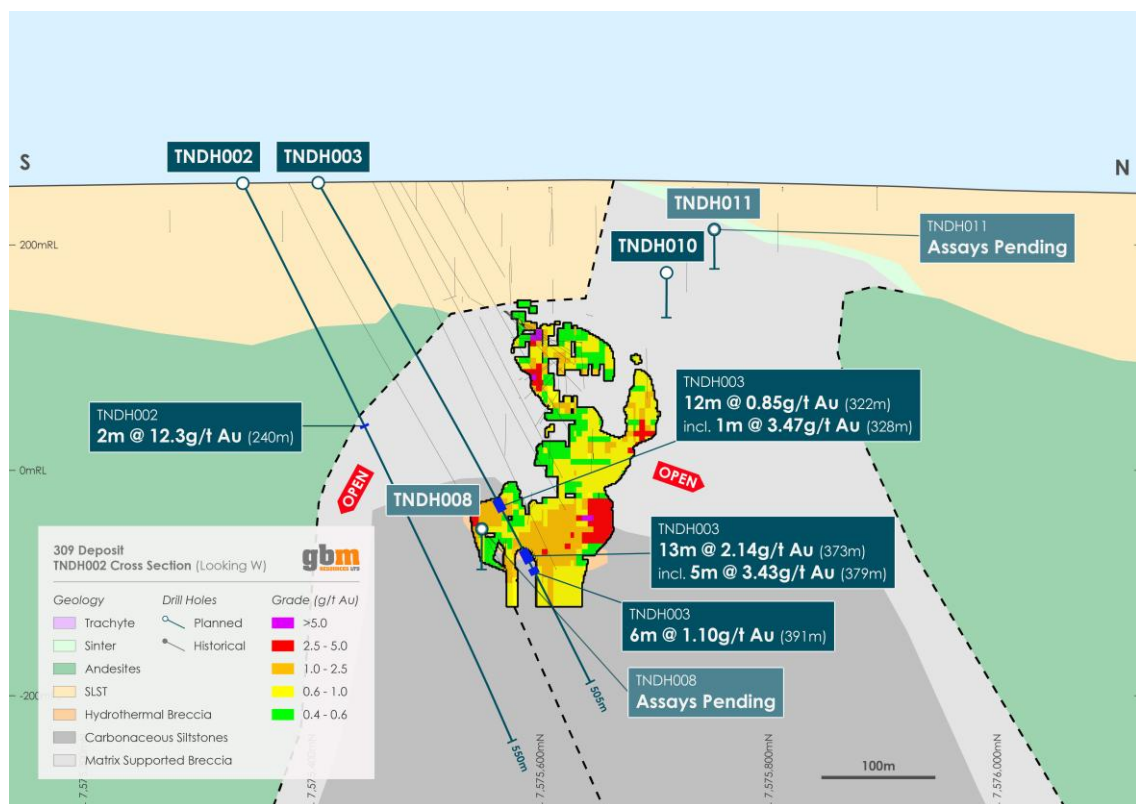 S
N
TNDH002
TNDH003
TNDH011
TNDH010
TNDH011
Assays Pending
200mRL
TNDH003
12m @ 0.85g/t Au (322m)
incl. 1m @ 3.47g/t Au (328m)
TNDH002
2m @ 12.3g/t Au (240m)
0mRL
OPEN
OPEN
TNDH008
TNDH003
13m @ 2.14g/t Au (373m)
incl. 5m @ 3.43g/t Au (379m)
TNDH003
6m @ 1.10g/t Au (391m)
TNDH008
Assays Pending
505m
550m
309 Deposit
TNDH002 Cross Section (Looking W)
gbm
RESOURCES LTD
Geology
Trachyte
Sinter
Andesites
SLST
Hydrothermal Breccia
Carbonaceous Siltstones
Matrix Supported Breccia
Drill Holes
Planned
Historical
Grade (g/t Au)
>5.0
2.5 - 5.0
1.0 - 2.5
0.6 - 1.0
0.4 - 0.6
7,575,600mN
7,575,800mN
7,576,000mN
100m